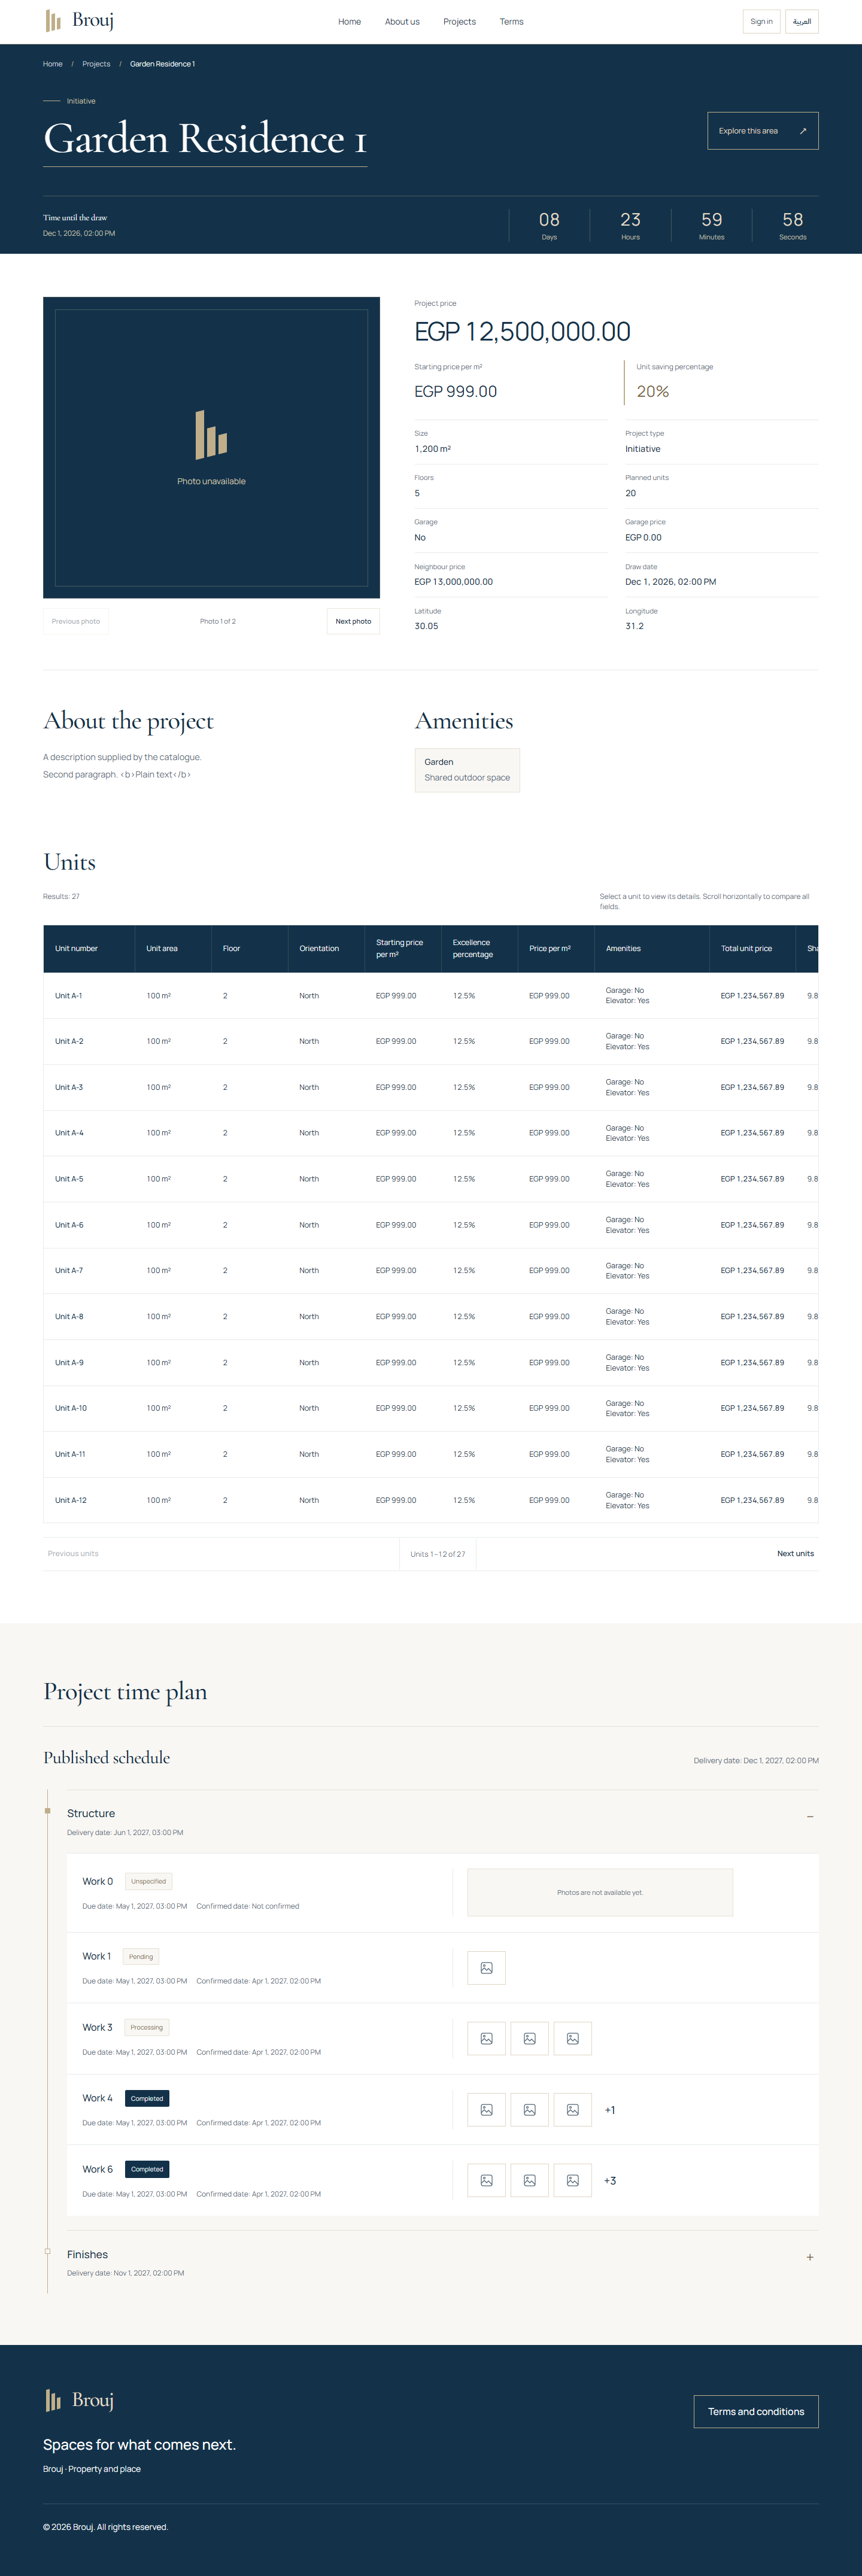 Brouj
Home
About us
Projects
Terms
Sign in
العربية
Home / Projects / Garden Residence 1
Initiative
Garden Residence 1
Explore this area ↗
Time until the draw
Dec 1, 2026, 02:00 PM
08
Days
23
Hours
59
Minutes
58
Seconds
Photo unavailable
Previous photo
Photo 1 of 2
Next photo
Project price
EGP 12,500,000.00
Starting price per m²
EGP 999.00
Unit saving percentage
20%
Size
1,200 m²
Project type
Initiative
Floors
5
Planned units
20
Garage
No
Garage price
EGP 0.00
Neighbour price
EGP 13,000,000.00
Draw date
Dec 1, 2026, 02:00 PM
Latitude
30.05
Longitude
31.2
About the project
A description supplied by the catalogue.
Second paragraph. <b>Plain text</b>
Amenities
Garden
Shared outdoor space
Units
Results: 27
Select a unit to view its details. Scroll horizontally to compare all
fields.
Unit number Unit area Floor Orientation Starting price per m² Excellence percentage Price per m² Amenities Total unit price Sha
Unit A-1 100 m² 2 North EGP 999.00 12.5% EGP 999.00 Garage: No Elevator: Yes EGP 1,234,567.89 9.8
Unit A-2 100 m² 2 North EGP 999.00 12.5% EGP 999.00 Garage: No Elevator: Yes EGP 1,234,567.89 9.8
Unit A-3 100 m² 2 North EGP 999.00 12.5% EGP 999.00 Garage: No Elevator: Yes EGP 1,234,567.89 9.8
Unit A-4 100 m² 2 North EGP 999.00 12.5% EGP 999.00 Garage: No Elevator: Yes EGP 1,234,567.89 9.8
Unit A-5 100 m² 2 North EGP 999.00 12.5% EGP 999.00 Garage: No Elevator: Yes EGP 1,234,567.89 9.8
Unit A-6 100 m² 2 North EGP 999.00 12.5% EGP 999.00 Garage: No Elevator: Yes EGP 1,234,567.89 9.8
Unit A-7 100 m² 2 North EGP 999.00 12.5% EGP 999.00 Garage: No Elevator: Yes EGP 1,234,567.89 9.8
Unit A-8 100 m² 2 North EGP 999.00 12.5% EGP 999.00 Garage: No Elevator: Yes EGP 1,234,567.89 9.8
Unit A-9 100 m² 2 North EGP 999.00 12.5% EGP 999.00 Garage: No Elevator: Yes EGP 1,234,567.89 9.8
Unit A-10 100 m² 2 North EGP 999.00 12.5% EGP 999.00 Garage: No Elevator: Yes EGP 1,234,567.89 9.8
Unit A-11 100 m² 2 North EGP 999.00 12.5% EGP 999.00 Garage: No Elevator: Yes EGP 1,234,567.89 9.8
Unit A-12 100 m² 2 North EGP 999.00 12.5% EGP 999.00 Garage: No Elevator: Yes EGP 1,234,567.89 9.8
Previous units
Units 1–12 of 27
Next units
Project time plan
Published schedule
Delivery date: Dec 1, 2027, 02:00 PM
Structure
Delivery date: Jun 1, 2027, 03:00 PM
−
Work 0 Unspecified
Due date: May 1, 2027, 03:00 PM Confirmed date: Not confirmed
Photos are not available yet.
Work 1 Pending
Due date: May 1, 2027, 03:00 PM Confirmed date: Apr 1, 2027, 02:00 PM
Work 3 Processing
Due date: May 1, 2027, 03:00 PM Confirmed date: Apr 1, 2027, 02:00 PM
Work 4 Completed
Due date: May 1, 2027, 03:00 PM Confirmed date: Apr 1, 2027, 02:00 PM
+1
Work 6 Completed
Due date: May 1, 2027, 03:00 PM Confirmed date: Apr 1, 2027, 02:00 PM
+3
Finishes
Delivery date: Nov 1, 2027, 02:00 PM
+
Brouj
Terms and conditions
Spaces for what comes next.
Brouj · Property and place
© 2026 Brouj. All rights reserved.